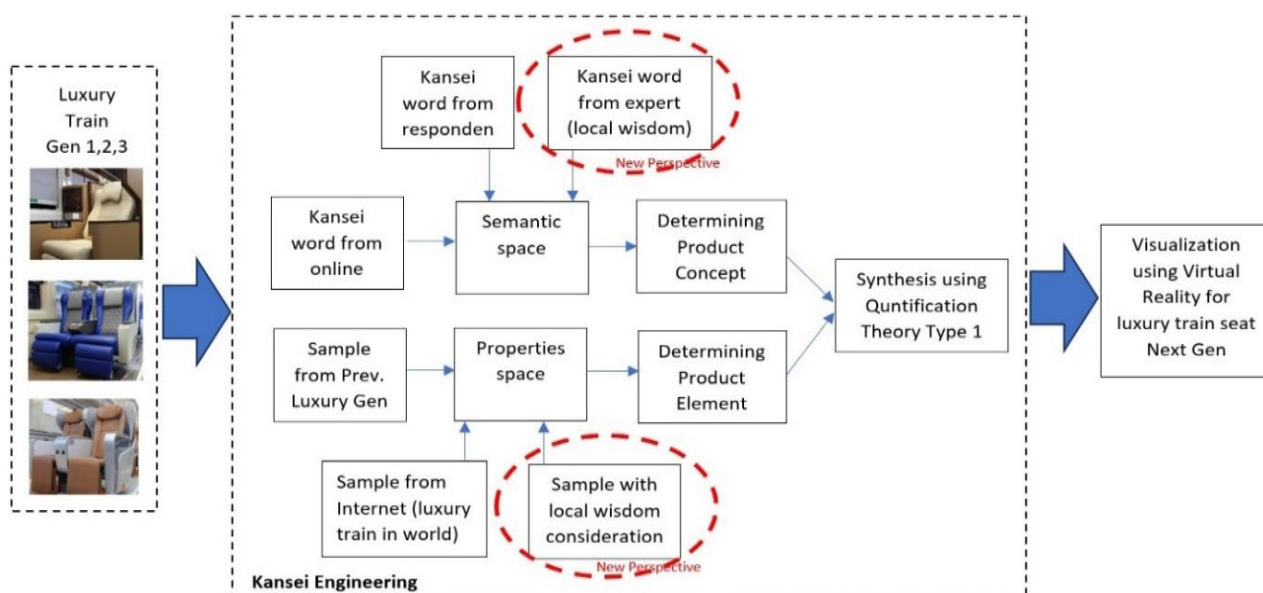 Luxury
Train
Gen 1,2,3
Kansei
word from
responden
Kansei word
from expert
(local wisdom)
New Perspective
Kansei
word from
online
Semantic
space
Determining
Product
Concept
Sample
from Prev.
Luxury Gen
Properties
space
Determining
Product
Element
Synthesis using
Quntification
Theory Type 1
Sample from
Internet (luxury
train in world)
Sample with
local wisdom
consideration
New Perspective
Kansei Engineering
Visualization
using Virtual
Reality for
luxury train seat
Next Gen